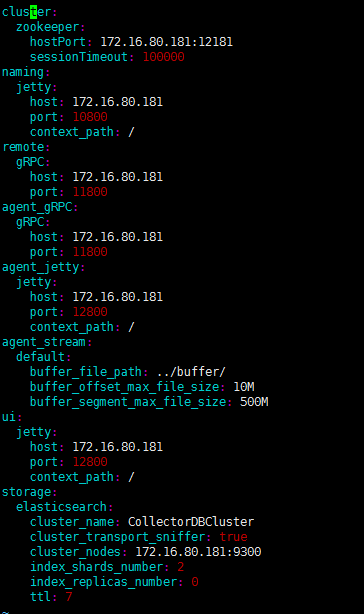 cluster:
  zookeeper:
    hostPort: 172.16.80.181:12181
    sessionTimeout: 100000
naming:
  jetty:
    host: 172.16.80.181
    port: 10800
    context_path: /
remote:
  gRPC:
    host: 172.16.80.181
    port: 11800
agent_gRPC:
  gRPC:
    host: 172.16.80.181
    port: 11800
agent_jetty:
  jetty:
    host: 172.16.80.181
    port: 12800
    context_path: /
agent_stream:
  default:
    buffer_file_path: ../buffer/
    buffer_offset_max_file_size: 10M
    buffer_segment_max_file_size: 500M
ui:
  jetty:
    host: 172.16.80.181
    port: 12800
    context_path: /
storage:
  elasticsearch:
    cluster_name: CollectorDBCluster
    cluster_transport_sniffer: true
    cluster_nodes: 172.16.80.181:9300
    index_shards_number: 2
    index_replicas_number: 0
    ttl: 7
~